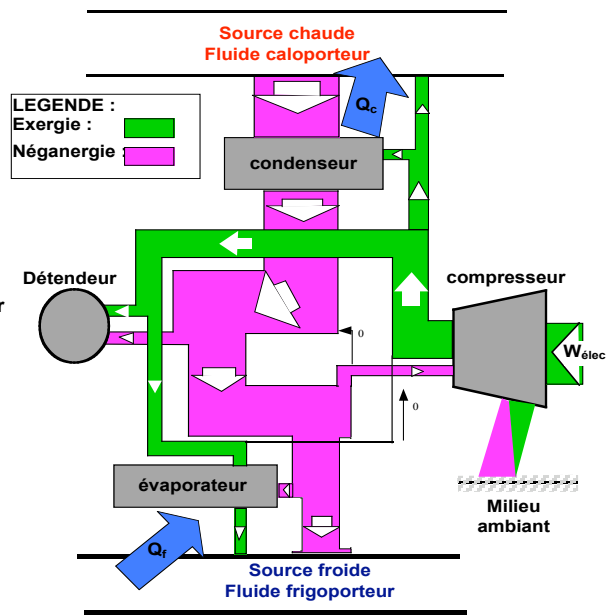 Source chaude
Fluide caloporteur
LEGENDE :
Exergie :
Néganergie :
Qc
condenseur
Détendeur
compresseur
r
0
Wélec
0
évaporateur
Milieu
ambiant
Qf
Source froide
Fluide frigoporteur